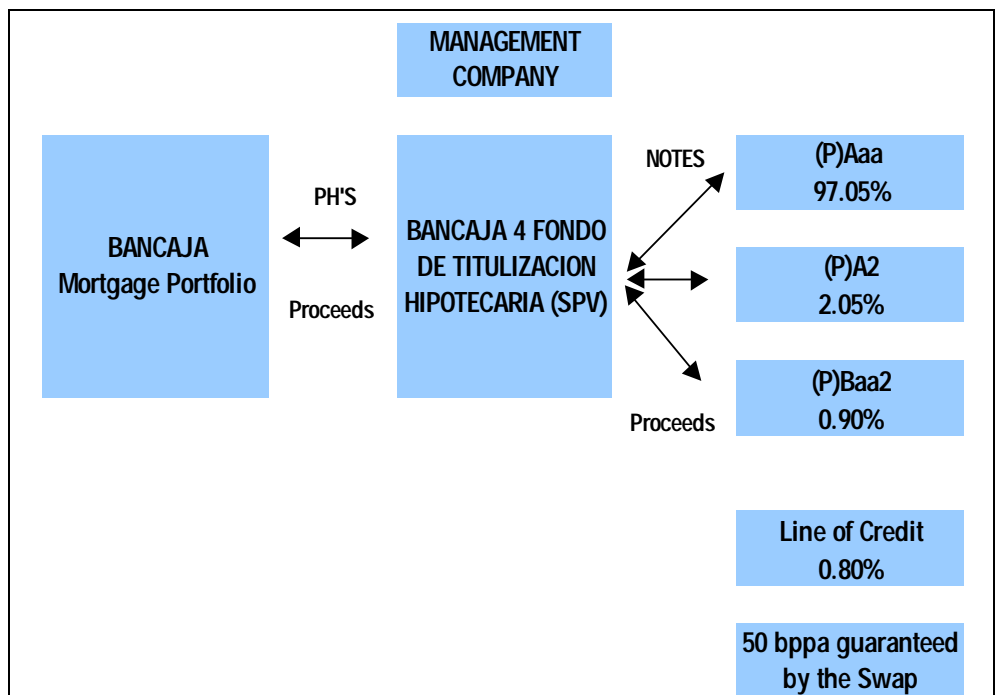 MANAGEMENT
COMPANY
BANCAJA
Mortgage Portfolio
PH'S
Proceeds
BANCAJA 4 FONDO
DE TITULIZACION
HIPOTECARIA (SPV)
NOTES
Proceeds
(P)Aaa
97.05%
(P)A2
2.05%
(P)Baa2
0.90%
Line of Credit
0.80%
50 bppa guaranteed
by the Swap